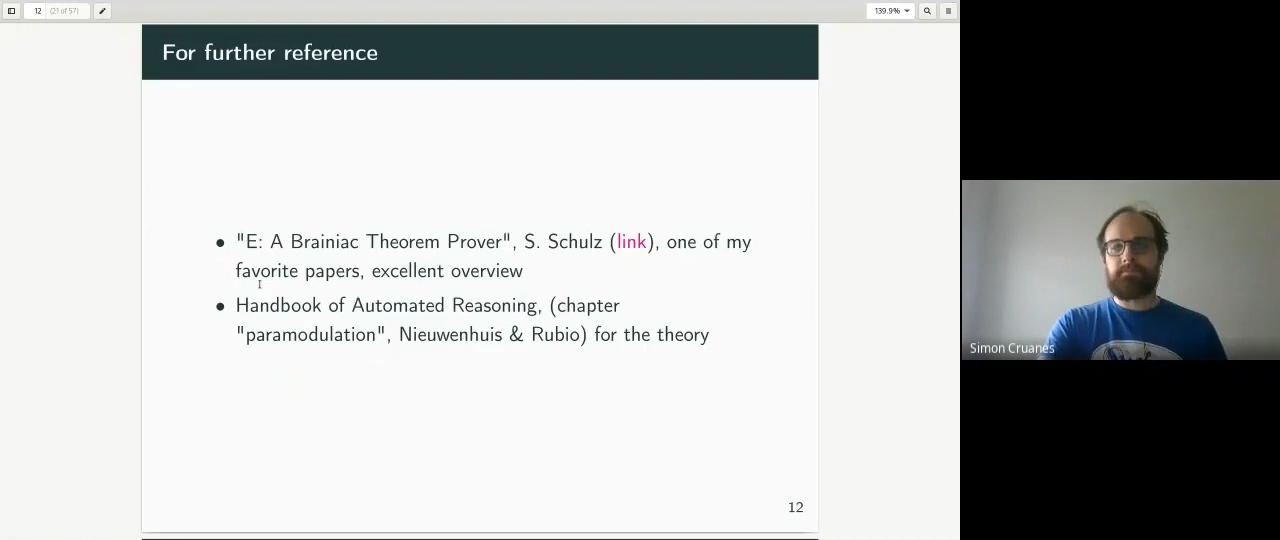 12 (21 of 57)
139.9%
For further reference
• "E: A Brainiac Theorem Prover", S. Schulz (link), one of my
favorite papers, excellent overview
• Handbook of Automated Reasoning, (chapter
"paramodulation", Nieuwenhuis & Rubio) for the theory
12
Simon Cruanes